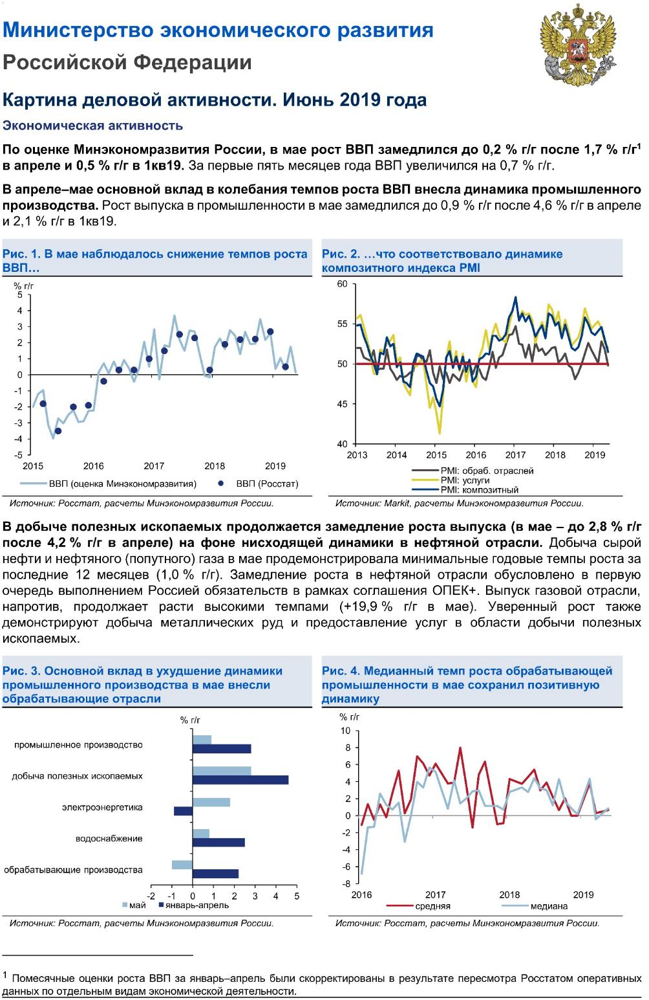 Министерство экономического развития
Российской Федерации
Картина деловой активности. Июнь 2019 года
Экономическая активность
По оценке Минэкономразвития России, в мае рост ВВП замедлился до 0,2 % г/г после 1,7 % г/г¹
в апреле и 0,5 % г/г в 1кв19. За первые пять месяцев года ВВП увеличился на 0,7 % г/г.
В апреле–мае основной вклад в колебания темпов роста ВВП внесла динамика промышленного
производства. Рост выпуска в промышленности в мае замедлился до 0,9 % г/г после 4,6 % г/г в апреле
и 2,1 % г/г в 1кв19.
Рис. 1. В мае наблюдалось снижение темпов роста
ВВП…
% г/г
5
4
3
2
1
0
-1
-2
-3
-4
-5
2015 2016 2017 2018 2019
ВВП (оценка Минэкономразвития) ВВП (Росстат)
Источник: Росстат, расчеты Минэкономразвития России.
Рис. 2. …что соответствовало динамике
композитного индекса PMI
60
55
50
45
40
2013 2014 2015 2016 2017 2018 2019
PMI: обраб. отраслей
PMI: услуги
PMI: композитный
Источник: Markit, расчеты Минэкономразвития России.
В добыче полезных ископаемых продолжается замедление роста выпуска (в мае – до 2,8 % г/г
после 4,2 % г/г в апреле) на фоне нисходящей динамики в нефтяной отрасли. Добыча сырой
нефти и нефтяного (попутного) газа в мае продемонстрировала минимальные годовые темпы роста за
последние 12 месяцев (1,0 % г/г). Замедление роста в нефтяной отрасли обусловлено в первую
очередь выполнением Россией обязательств в рамках соглашения ОПЕК+. Выпуск газовой отрасли,
напротив, продолжает расти высокими темпами (+19,9 % г/г в мае). Уверенный рост также
демонстрируют добыча металлических руд и предоставление услуг в области добычи полезных
ископаемых.
Рис. 3. Основной вклад в ухудшение динамики
промышленного производства в мае внесли
обрабатывающие отрасли
% г/г
промышленное производство
добыча полезных ископаемых
электроэнергетика
водоснабжение
обрабатывающие производства
-2 -1 0 1 2 3 4 5
май январь-апрель
Источник: Росстат, расчеты Минэкономразвития России.
Рис. 4. Медианный темп роста обрабатывающей
промышленности в мае сохранил позитивную
динамику
% г/г
10
8
6
4
2
0
-2
-4
-6
-8
2016 2017 2018 2019
средняя медиана
Источник: Росстат, расчеты Минэкономразвития России.
¹ Помесячные оценки роста ВВП за январь–апрель были скорректированы в результате пересмотра Росстатом оперативных
данных по отдельным видам экономической деятельности.